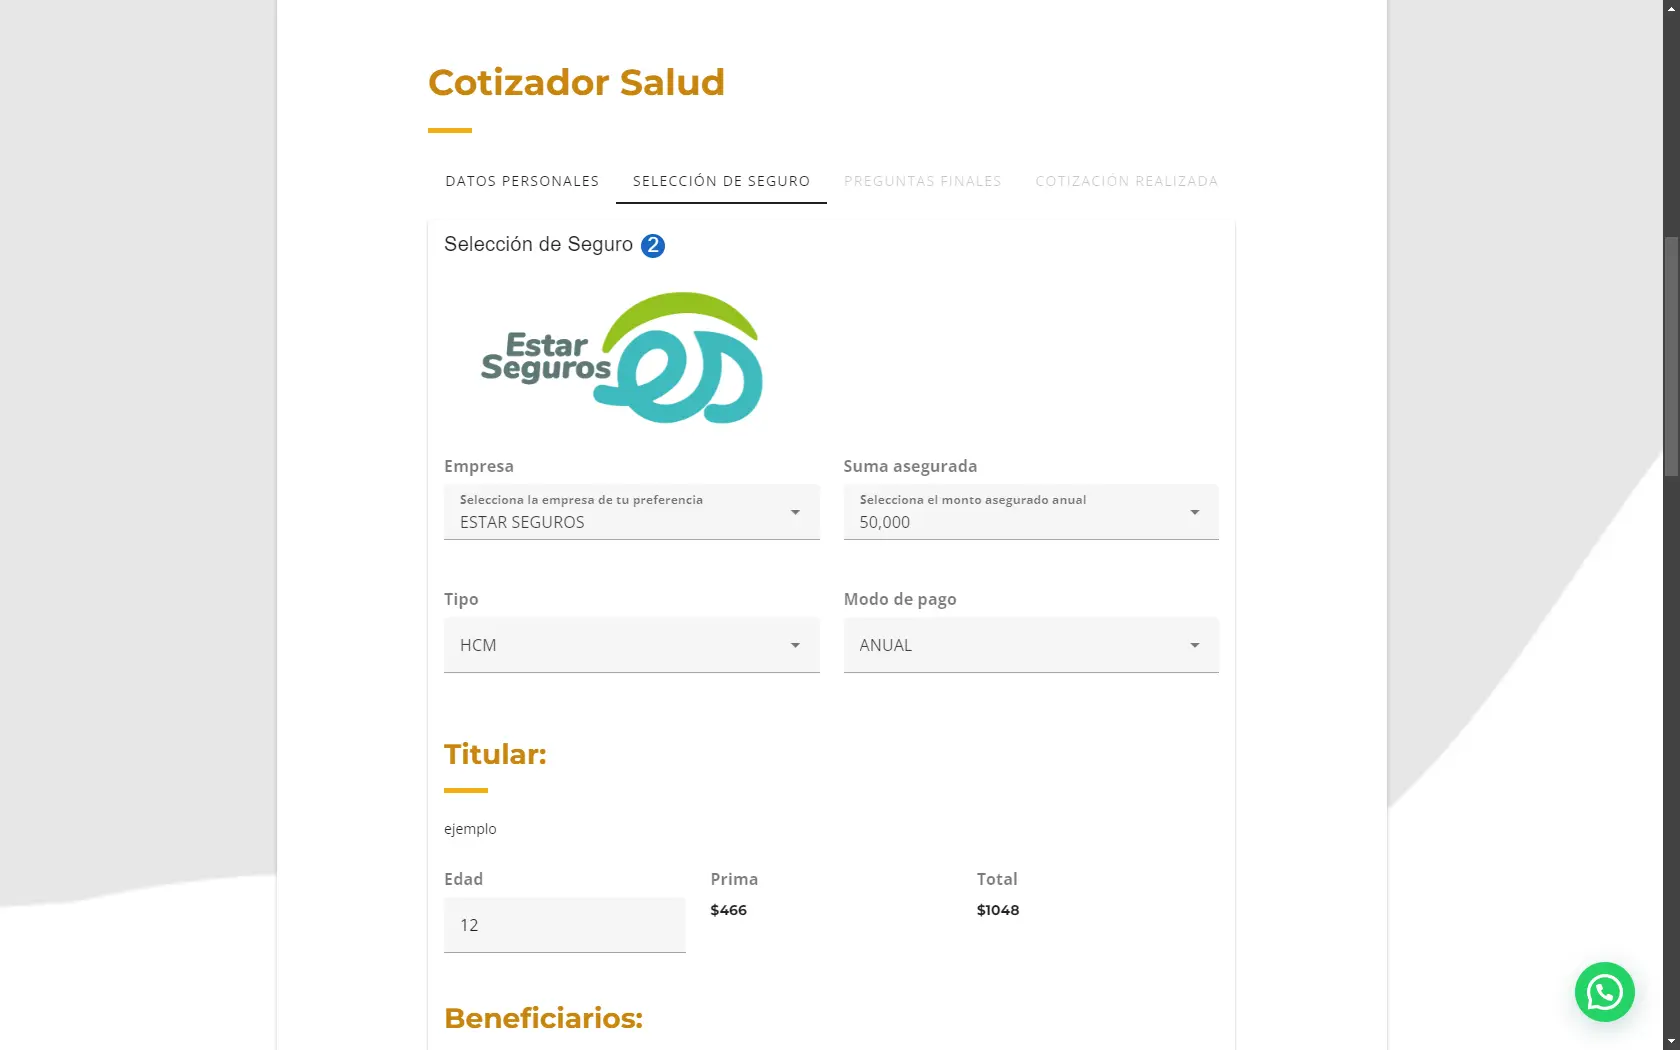 Cotizador Salud
DATOS PERSONALES
SELECCIÓN DE SEGURO
PREGUNTAS FINALES
COTIZACIÓN REALIZADA
Selección de Seguro 2
Estar
Seguros
es
Empresa
Suma asegurada
Selecciona la empresa de tu preferencia
ESTAR SEGUROS
Selecciona el monto asegurado anual
50,000
Tipo
Modo de pago
HCM
ANUAL
Titular:
ejemplo
Edad
Prima
Total
12
$466
$1048
Beneficiarios: